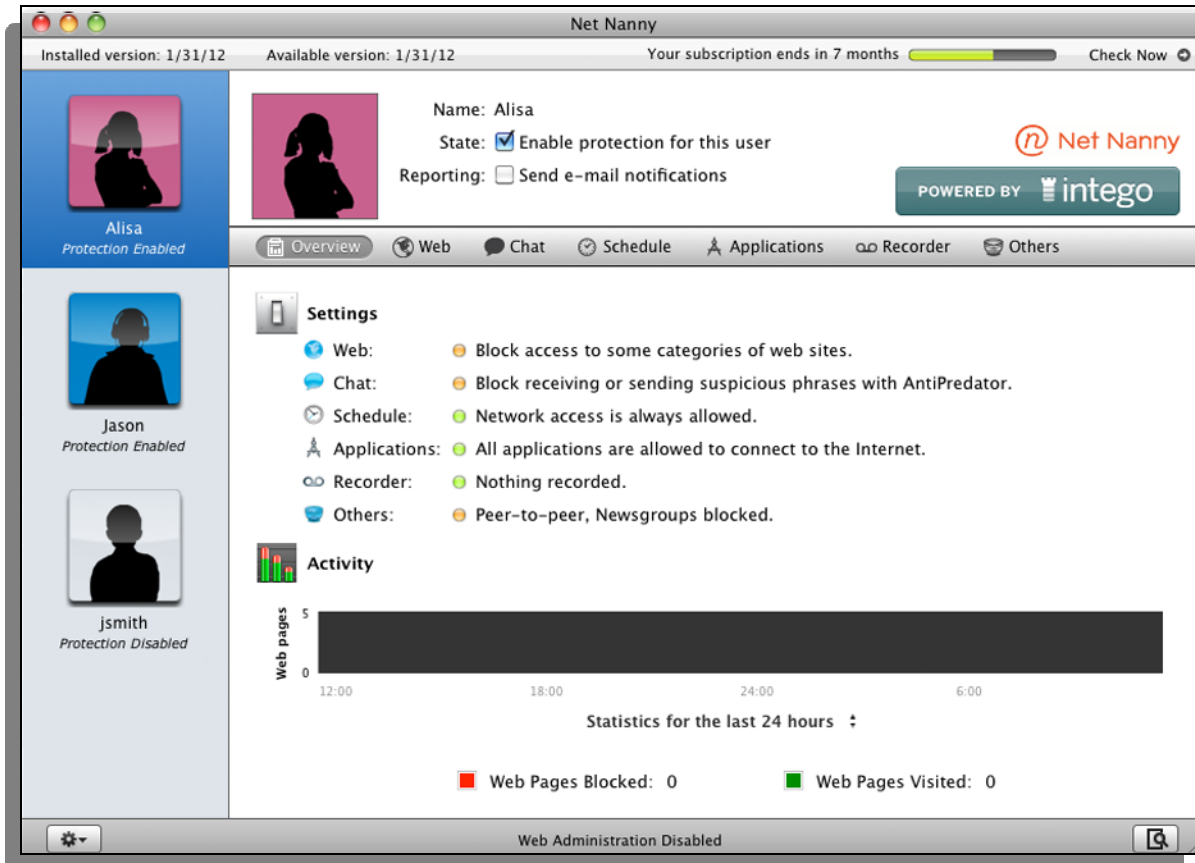 Net Nanny
Installed version: 1/31/12 Available version: 1/31/12 Your subscription ends in 7 months Check Now
Alisa
Protection Enabled
Jason
Protection Enabled
jsmith
Protection Disabled
Name: Alisa
State: Enable protection for this user
Reporting: Send e-mail notifications
Net Nanny
POWERED BY intego
Overview Web Chat Schedule Applications Recorder Others
Settings
Web: Block access to some categories of web sites.
Chat: Block receiving or sending suspicious phrases with AntiPredator.
Schedule: Network access is always allowed.
Applications: All applications are allowed to connect to the Internet.
Recorder: Nothing recorded.
Others: Peer-to-peer, Newsgroups blocked.
Activity
Web pages
5
0
12:00 18:00 24:00 6:00
Statistics for the last 24 hours
Web Pages Blocked: 0 Web Pages Visited: 0
Web Administration Disabled